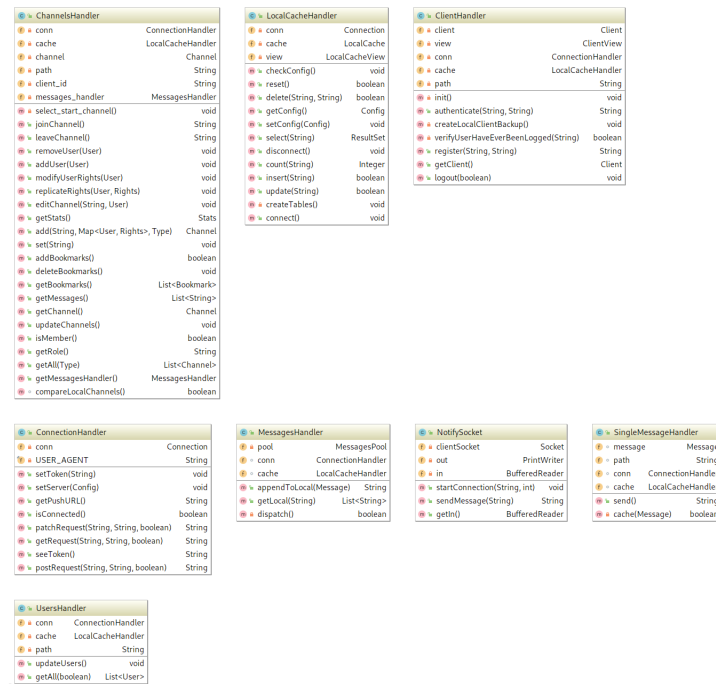 ChannelsHandler
conn ConnectionHandler
cache LocalCacheHandler
channel Channel
path String
client_id String
messages_handler MessagesHandler
select_start_channel() void
joinChannel() String
leaveChannel() String
removeUser(User) void
addUser(User) void
modifyUserRights(User) void
replicateRights(User, Rights) void
editChannel(String, User) void
getStats() Stats
add(String, Map<User, Rights>, Type) Channel
set(String) void
addBookmarks() boolean
deleteBookmarks() void
getBookmarks() List<Bookmark>
getMessages() List<String>
getChannel() Channel
updateChannels() void
isMember() boolean
getRole() String
getAll(Type) List<Channel>
getMessagesHandler() MessagesHandler
compareLocalChannels() boolean
LocalCacheHandler
conn Connection
cache LocalCache
view LocalCacheView
checkConfig() void
reset() boolean
delete(String, String) boolean
getConfig() Config
setConfig(Config) void
select(String) ResultSet
disconnect() void
count(String) Integer
insert(String) boolean
update(String) boolean
createTables() void
connect() void
ClientHandler
client Client
view ClientView
conn ConnectionHandler
cache LocalCacheHandler
path String
init() void
authenticate(String, String) String
createLocalClientBackup() void
verifyUserHaveEverBeenLogged(String) boolean
register(String, String) String
getClient() Client
logout(boolean) void
ConnectionHandler
conn Connection
USER_AGENT String
setToken(String) void
setServer(Config) void
getPushURL() String
isConnected() boolean
patchRequest(String, String, boolean) String
getRequest(String, String, boolean) String
seeToken() String
postRequest(String, String, boolean) String
MessagesHandler
pool MessagesPool
conn ConnectionHandler
cache LocalCacheHandler
appendToLocal(Message) String
getLocal(String) List<String>
dispatch() boolean
NotifySocket
clientSocket Socket
out PrintWriter
in BufferedReader
startConnection(String, int) void
sendMessage(String) String
getIn() BufferedReader
SingleMessageHandler
message Message
path String
conn ConnectionHandler
cache LocalCacheHandler
send() String
cache(Message) boolean
UsersHandler
conn ConnectionHandler
cache LocalCacheHandler
path String
updateUsers() void
getAll(boolean) List<User>